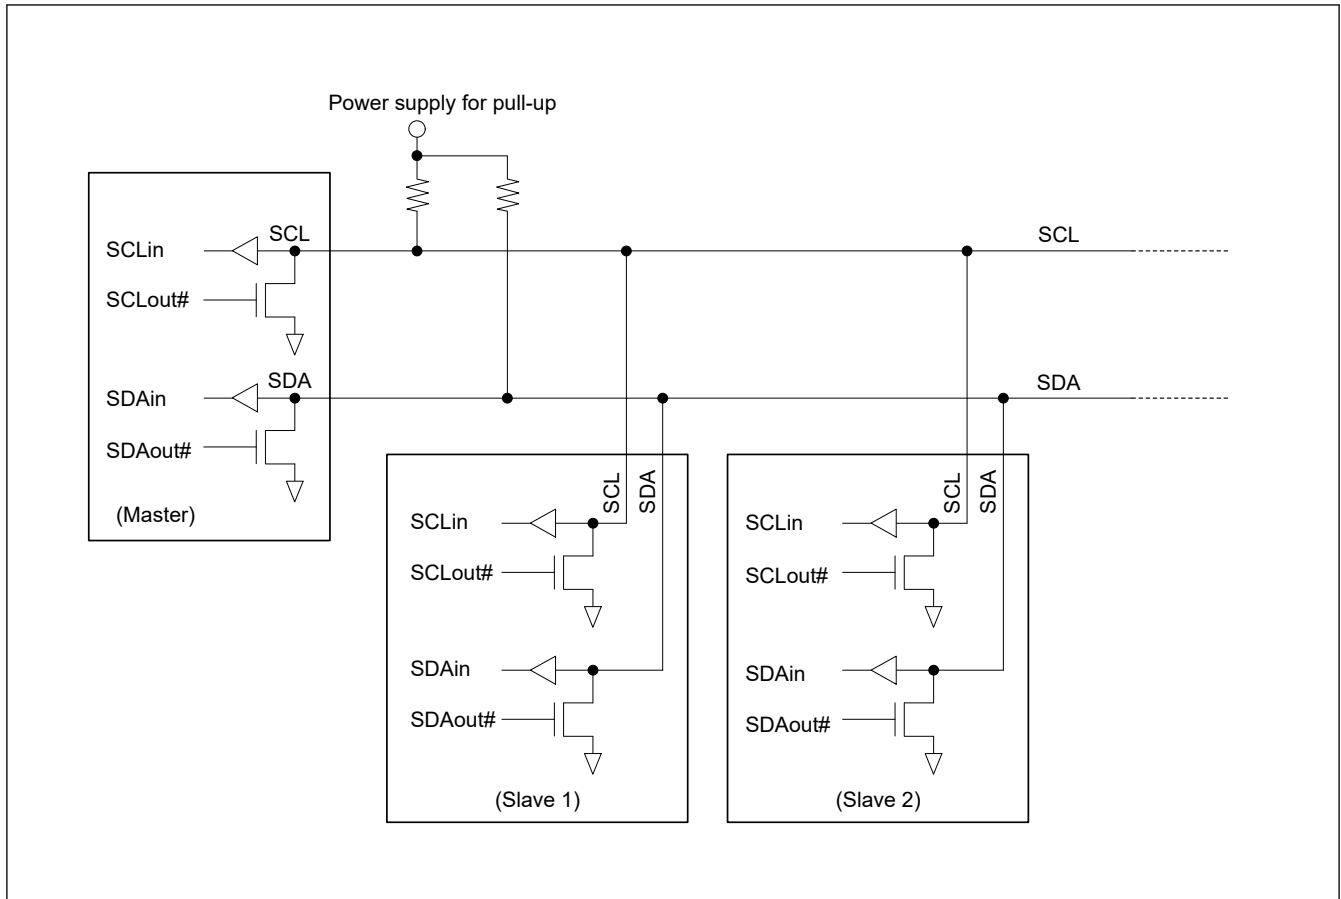 Power supply for pull-up
SCL
SCLin
SCL
SCLout#
SDA
SDAin
SDA
SDAout#
(Master)
SCL
SDA
SCL
SDA
SCLin
SCLin
SCLout#
SCLout#
SDAin
SDAin
SDAout#
SDAout#
(Slave 1)
(Slave 2)